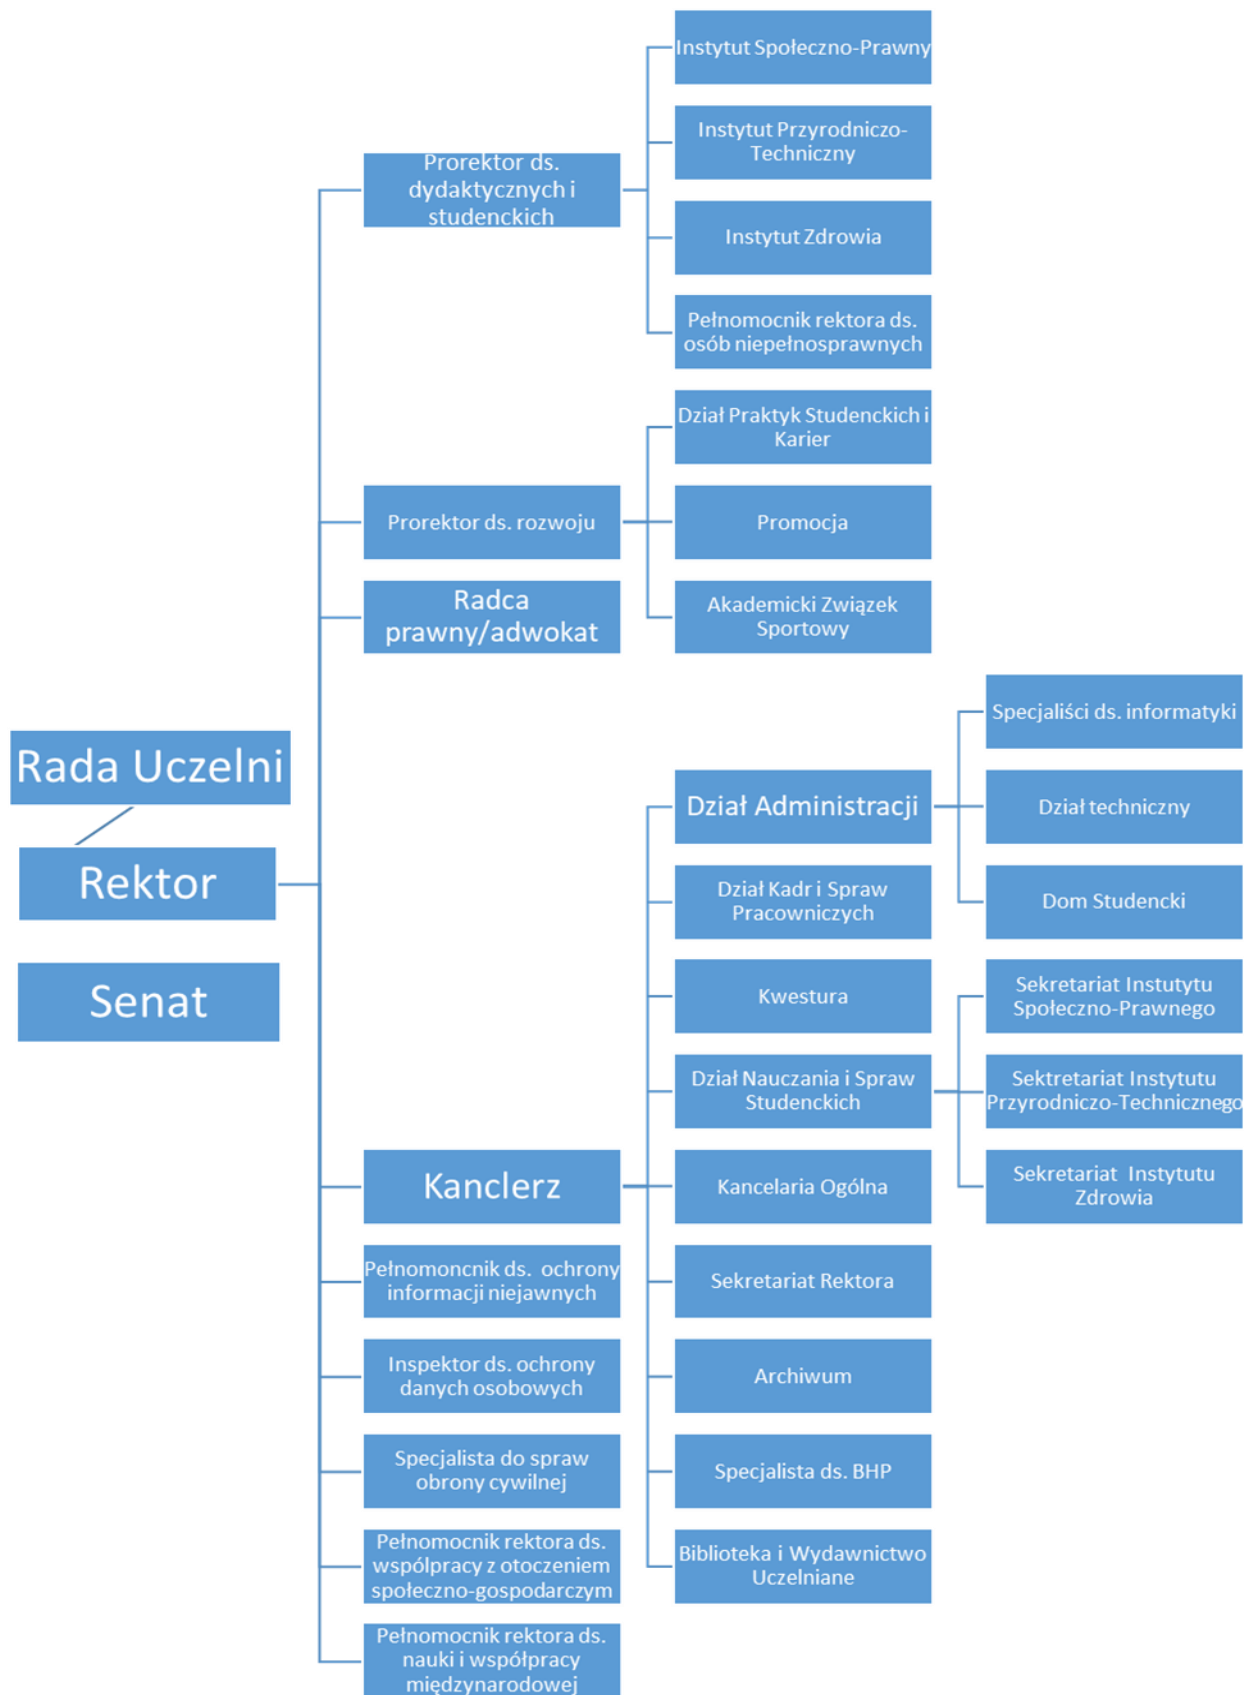 Instytut Społeczno-Prawny
Instytut Przyrodniczo-
Techniczny
Prorektor ds.
dydaktycznych i
studenckich
Instytut Zdrowia
Pełnomocnik rektora ds.
osób niepełnosprawnych
Dział Praktyk Studenckich i
Karier
Prorektor ds. rozwoju
Promocja
Radca
prawny/adwokat
Akademicki Związek
Sportowy
Specjaliści ds. informatyki
Rada Uczelni
Dział Administracji
Dział techniczny
Rektor
Dział Kadr i Spraw
Pracowniczych
Dom Studencki
Senat
Kwestura
Sekretariat Instutytu
Społeczno-Prawnego
Dział Nauczania i Spraw
Studenckich
Sektretariat Instytutu
Przyrodniczo-Technicznego
Kanclerz
Kancelaria Ogólna
Sekretariat Instytutu
Zdrowia
Pełnomoncnik ds. ochrony
informacji niejawnych
Sekretariat Rektora
Inspektor ds. ochrony
danych osobowych
Archiwum
Specjalista do spraw
obrony cywilnej
Specjalista ds. BHP
Pełnomocnik rektora ds.
wspólpracy z otoczeniem
społeczno-gospodarczym
Biblioteka i Wydawnictwo
Uczelniane
Pełnomocnik rektora ds.
nauki i współpracy
międzynarodowej